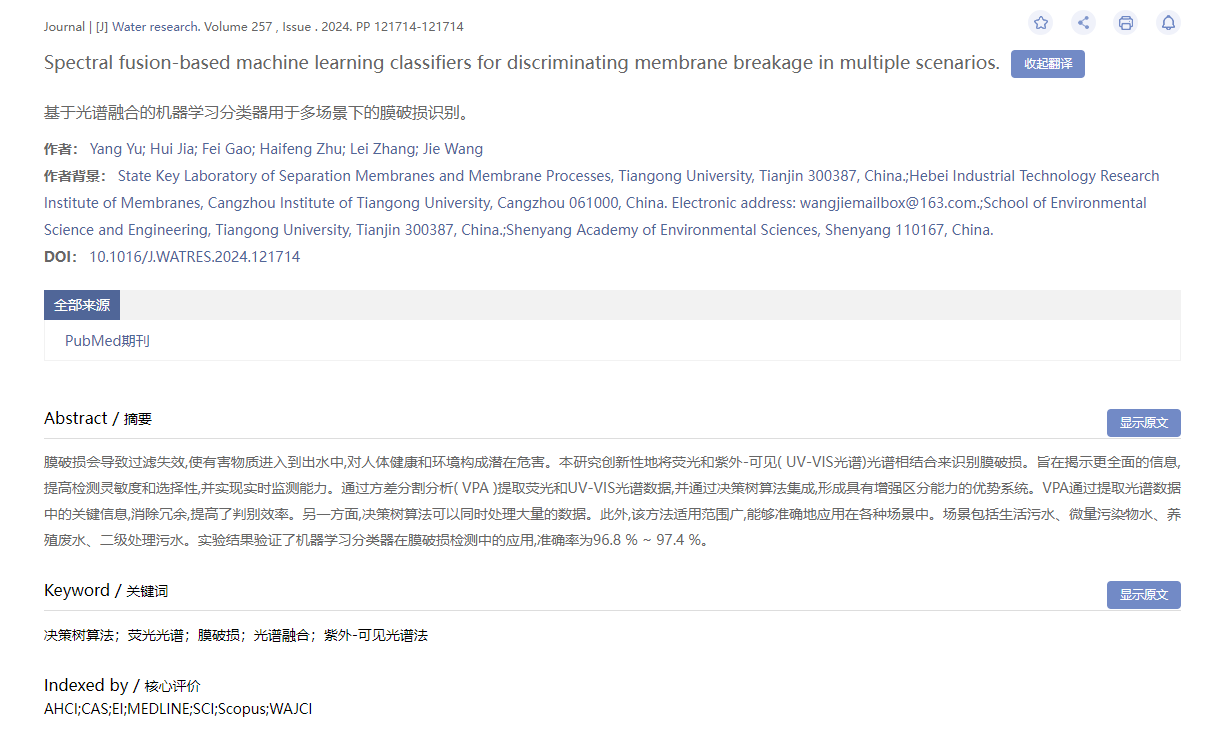 Journal | [J] Water research. Volume 257 , Issue . 2024. PP 121714-121714
Spectral fusion-based machine learning classifiers for discriminating membrane breakage in multiple scenarios. 收起翻译
基于光谱融合的机器学习分类器用于多场景下的膜破损识别。
作者： Yang Yu; Hui Jia; Fei Gao; Haifeng Zhu; Lei Zhang; Jie Wang
作者背景： State Key Laboratory of Separation Membranes and Membrane Processes, Tiangong University, Tianjin 300387, China.;Hebei Industrial Technology Research
Institute of Membranes, Cangzhou Institute of Tiangong University, Cangzhou 061000, China. Electronic address: wangjiemailbox@163.com.;School of Environmental
Science and Engineering, Tiangong University, Tianjin 300387, China.;Shenyang Academy of Environmental Sciences, Shenyang 110167, China.
DOI： 10.1016/J.WATRES.2024.121714
全部来源
PubMed期刊
Abstract / 摘要
显示原文
膜破损会导致过滤失效,使有害物质进入到出水中,对人体健康和环境构成潜在危害。本研究创新性地将荧光和紫外-可见( UV-VIS光谱)光谱相结合来识别膜破损。旨在揭示更全面的信息,
提高检测灵敏度和选择性,并实现实时监测能力。通过方差分割分析( VPA )提取荧光和UV-VIS光谱数据,并通过决策树算法集成,形成具有增强区分能力的优势系统。VPA通过提取光谱数据
中的关键信息,消除冗余,提高了判别效率。另一方面,决策树算法可以同时处理大量的数据。此外,该方法适用范围广,能够准确地应用在各种场景中。场景包括生活污水、微量污染物水、养
殖废水、二级处理污水。实验结果验证了机器学习分类器在膜破损检测中的应用,准确率为96.8 % ~ 97.4 %。
Keyword / 关键词
显示原文
决策树算法；荧光光谱；膜破损；光谱融合；紫外-可见光谱法
Indexed by / 核心评价
AHCI;CAS;EI;MEDLINE;SCI;Scopus;WAJCI